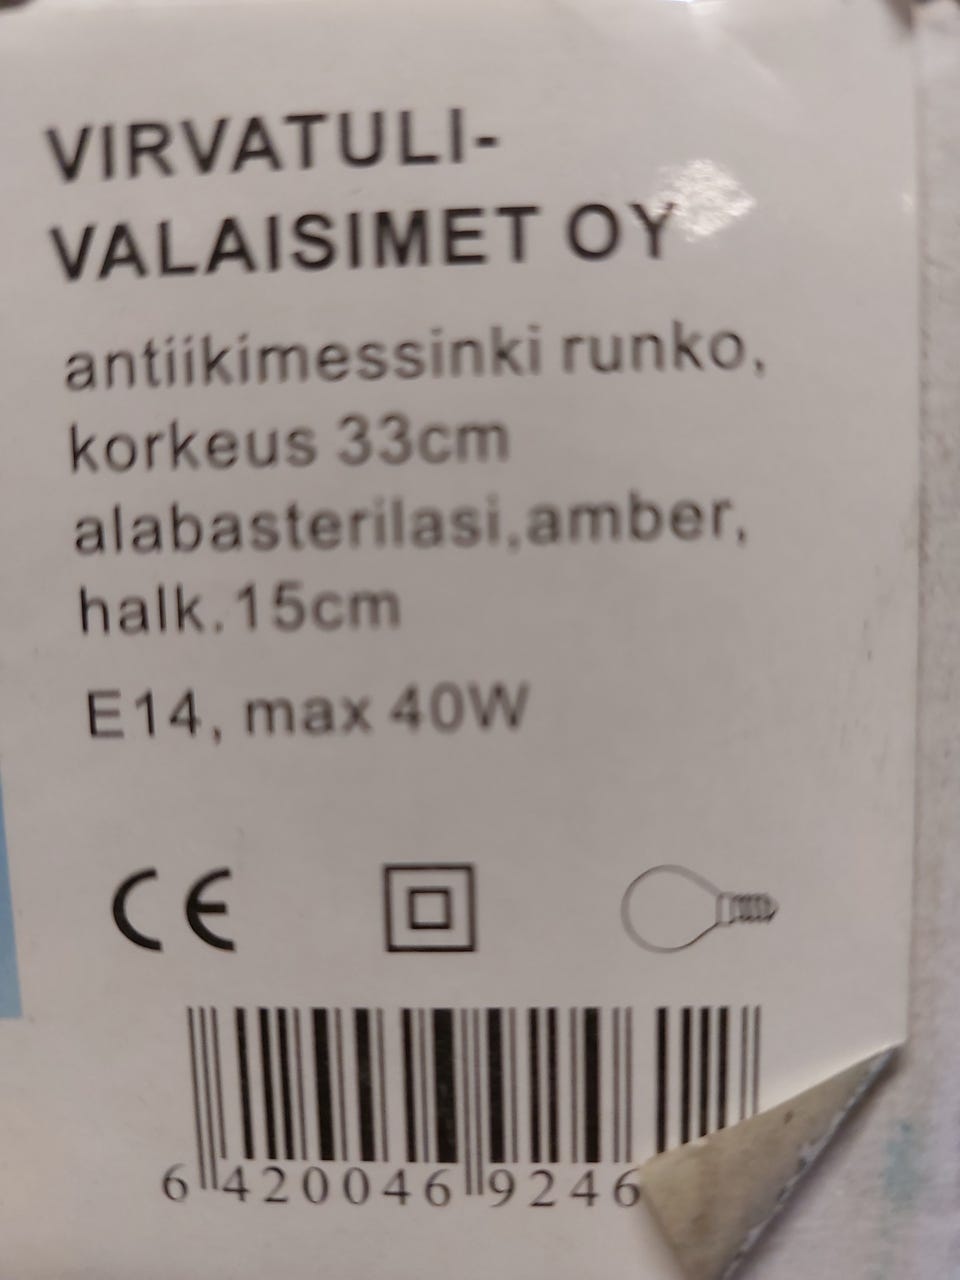 VIRVATULI-
VALAISIMET OY
antiikimessinki runko,
korkeus 33cm
alabasterilasi,amber,
halk.15cm
E14, max 40W
CE
6 420046 9246